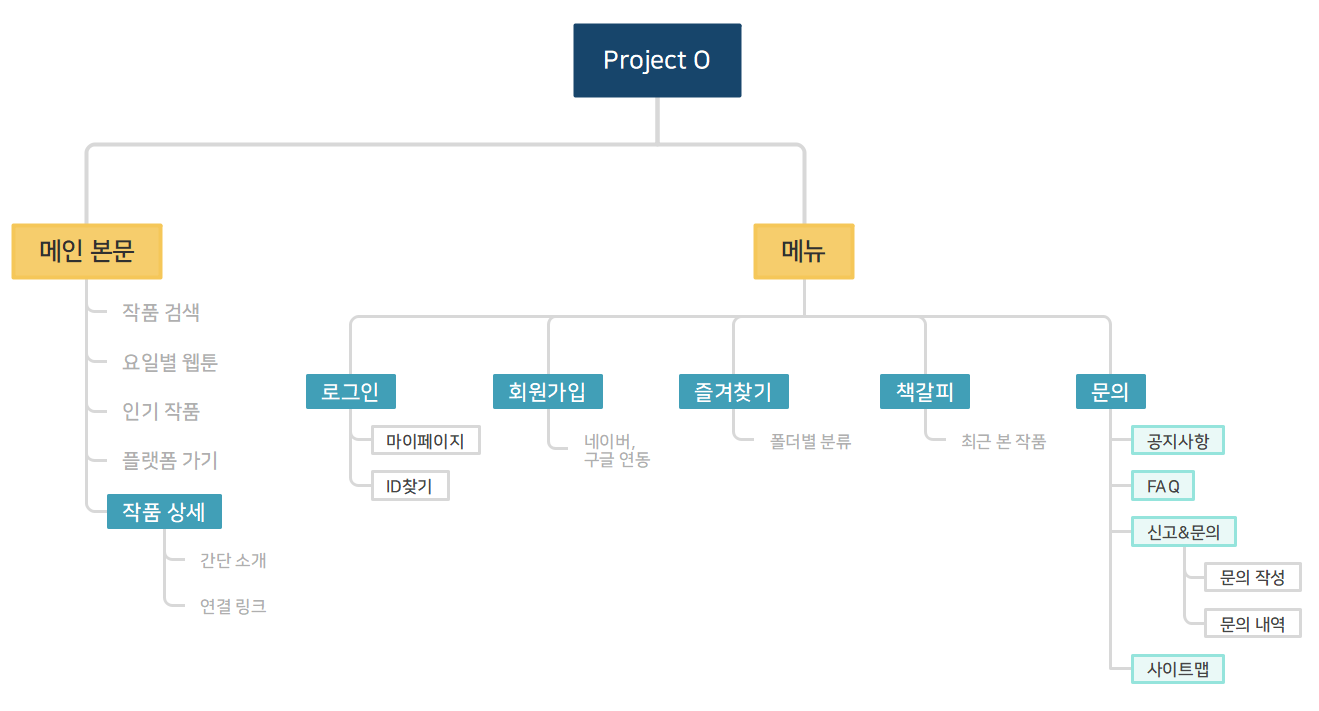 Project O
메인 본문
작품 검색
요일별 웹툰
인기 작품
플랫폼 가기
작품 상세
간단 소개
연결 링크
메뉴
로그인
마이페이지
ID찾기
회원가입
네이버,
구글 연동
즐겨찾기
폴더별 분류
책갈피
최근 본 작품
문의
공지사항
FAQ
신고&문의
문의 작성
문의 내역
사이트맵